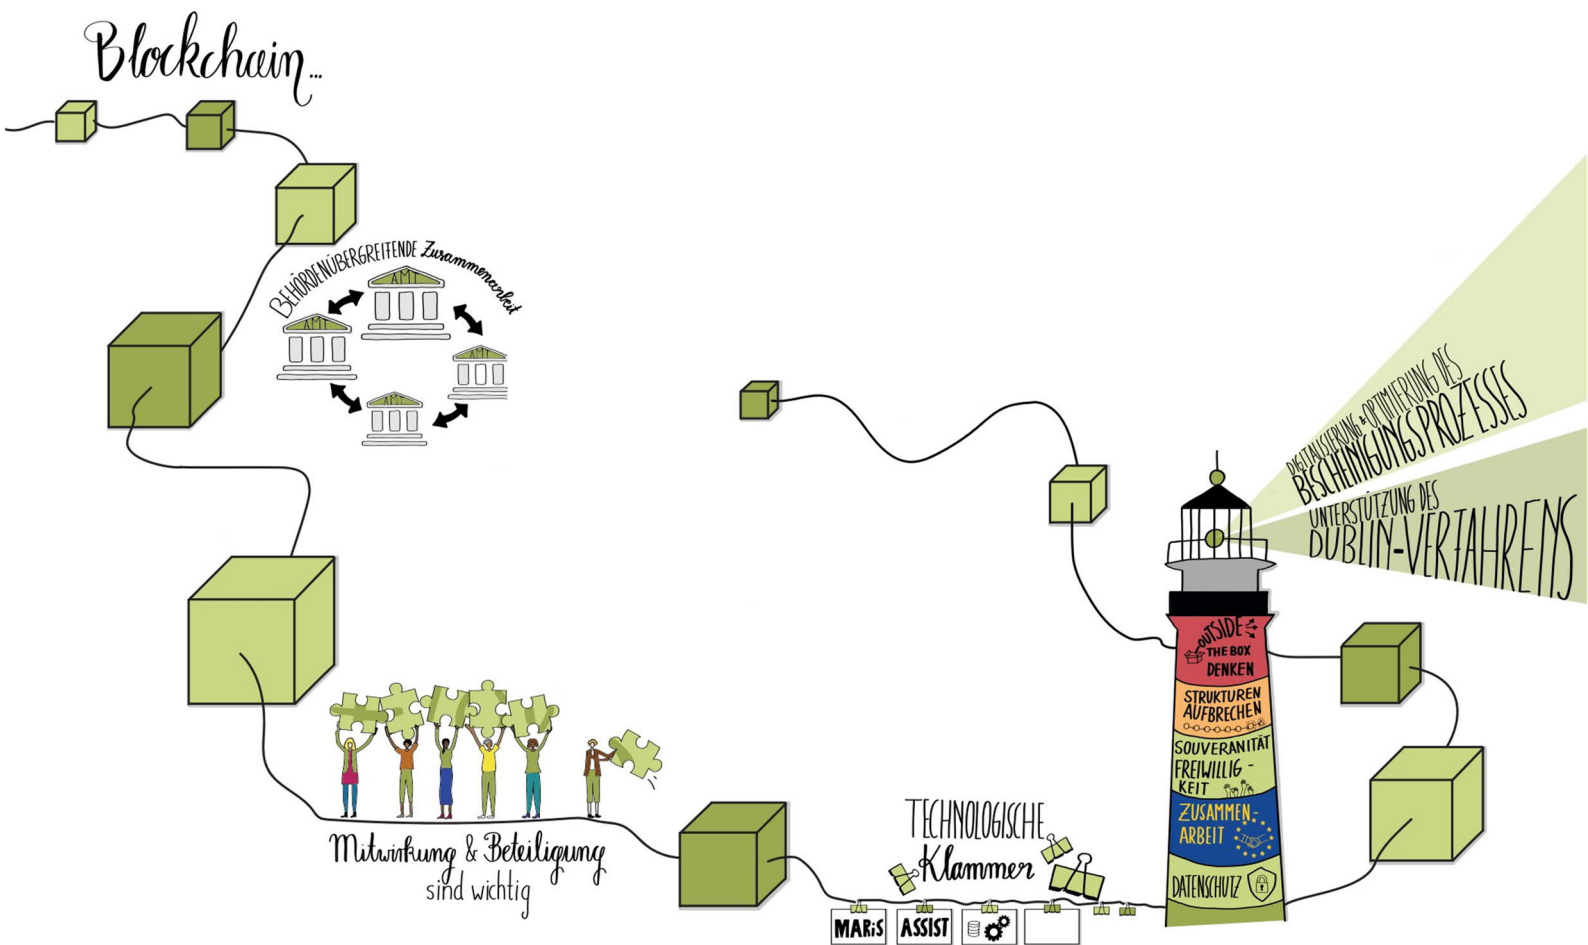 Blockchain...
BEHÖRDENÜBERGREIFENDE Zusammenarbeit
AMT
AMT
AMT
AMT
DIGITALISIERUNG & OPTIMIERUNG DES
BESCHEINIGUNGSPROZESSES
UNTERSTÜTZUNG DES
DUBLIN-VERFAHRENS
OUTSIDE
THE BOX
DENKEN
STRUKTUREN
AUFBRECHEN
SOUVERANITÄT
FREIWILLIG-
KEIT
ZUSAMMEN-
ARBEIT
DATENSCHUTZ
Mitwirkung & Beteiligung
sind wichtig
TECHNOLOGISCHE
Klammer
MARiS
ASSIST